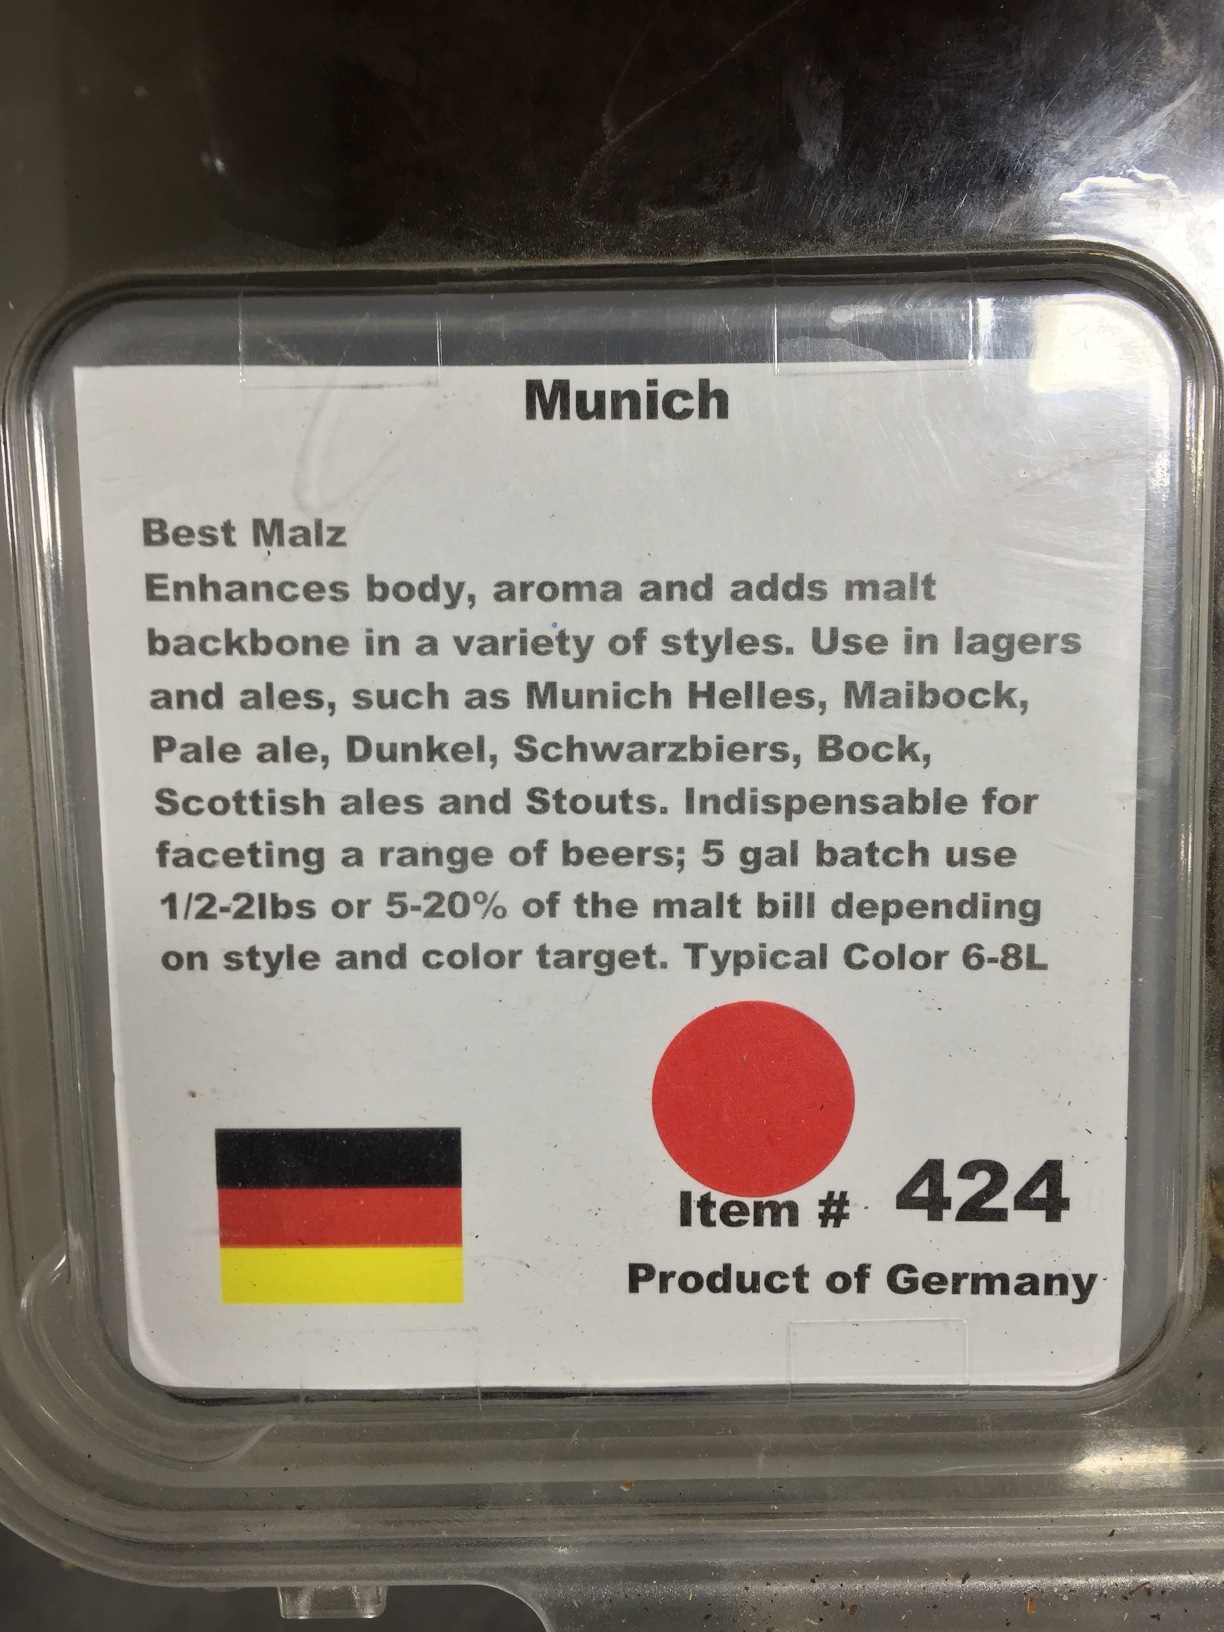 Munich
Best Malz
Enhances body, aroma and adds malt
backbone in a variety of styles. Use in lagers
and ales, such as Munich Helles, Maibock,
Pale ale, Dunkel, Schwarzbiers, Bock,
Scottish ales and Stouts. Indispensable for
faceting a range of beers; 5 gal batch use
1/2-2lbs or 5-20% of the malt bill depending
on style and color target. Typical Color 6-8L
Item # 424
Product of Germany